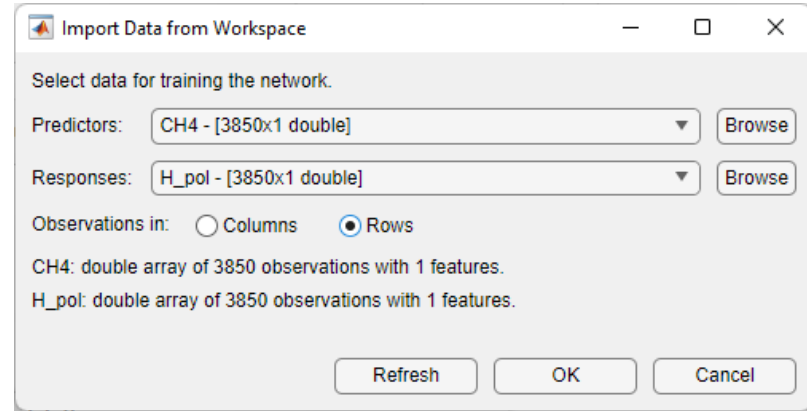 Import Data from Workspace
Select data for training the network.
Predictors: CH4 - [3850x1 double] Browse
Responses: H_pol - [3850x1 double] Browse
Observations in: Columns Rows
CH4: double array of 3850 observations with 1 features.
H_pol: double array of 3850 observations with 1 features.
Refresh OK Cancel